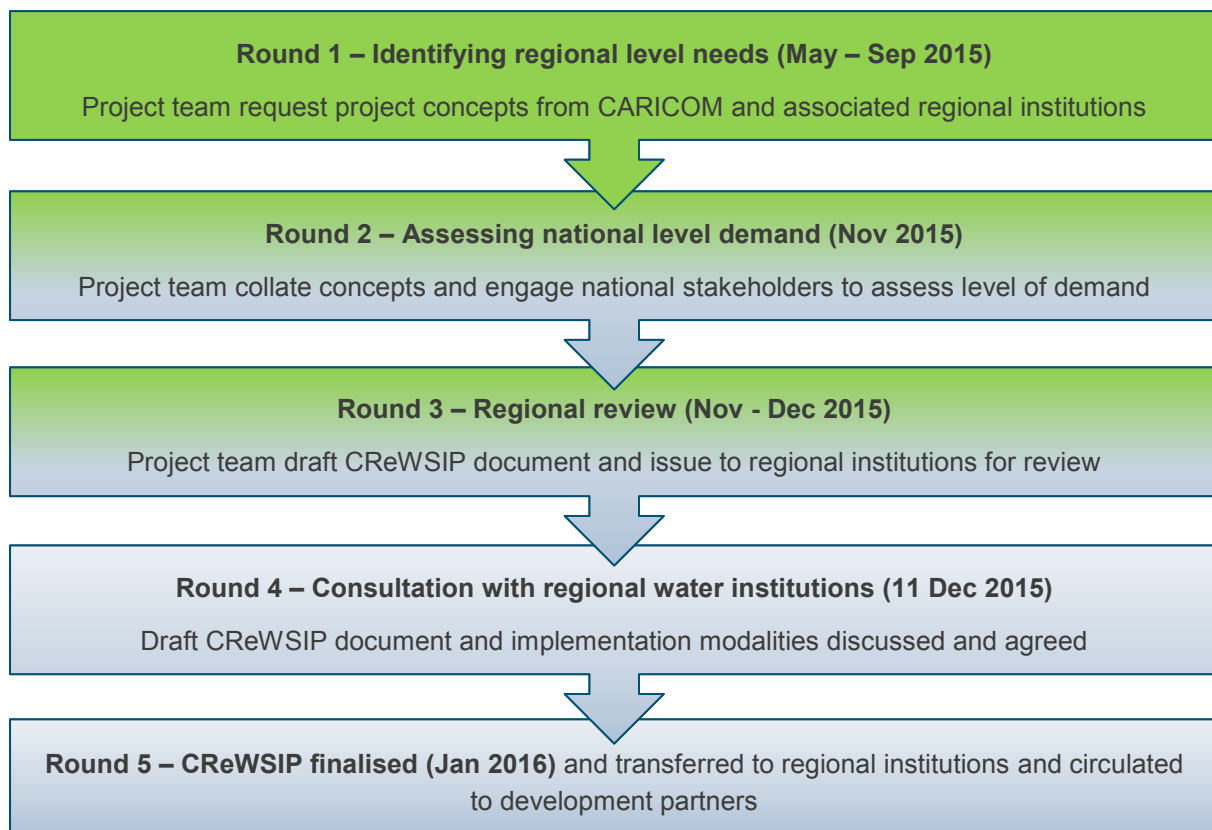 Round 1 – Identifying regional level needs (May – Sep 2015)
Project team request project concepts from CARICOM and associated regional institutions
Round 2 – Assessing national level demand (Nov 2015)
Project team collate concepts and engage national stakeholders to assess level of demand
Round 3 – Regional review (Nov - Dec 2015)
Project team draft CReWSIP document and issue to regional institutions for review
Round 4 – Consultation with regional water institutions (11 Dec 2015)
Draft CReWSIP document and implementation modalities discussed and agreed
Round 5 – CReWSIP finalised (Jan 2016) and transferred to regional institutions and circulated
to development partners